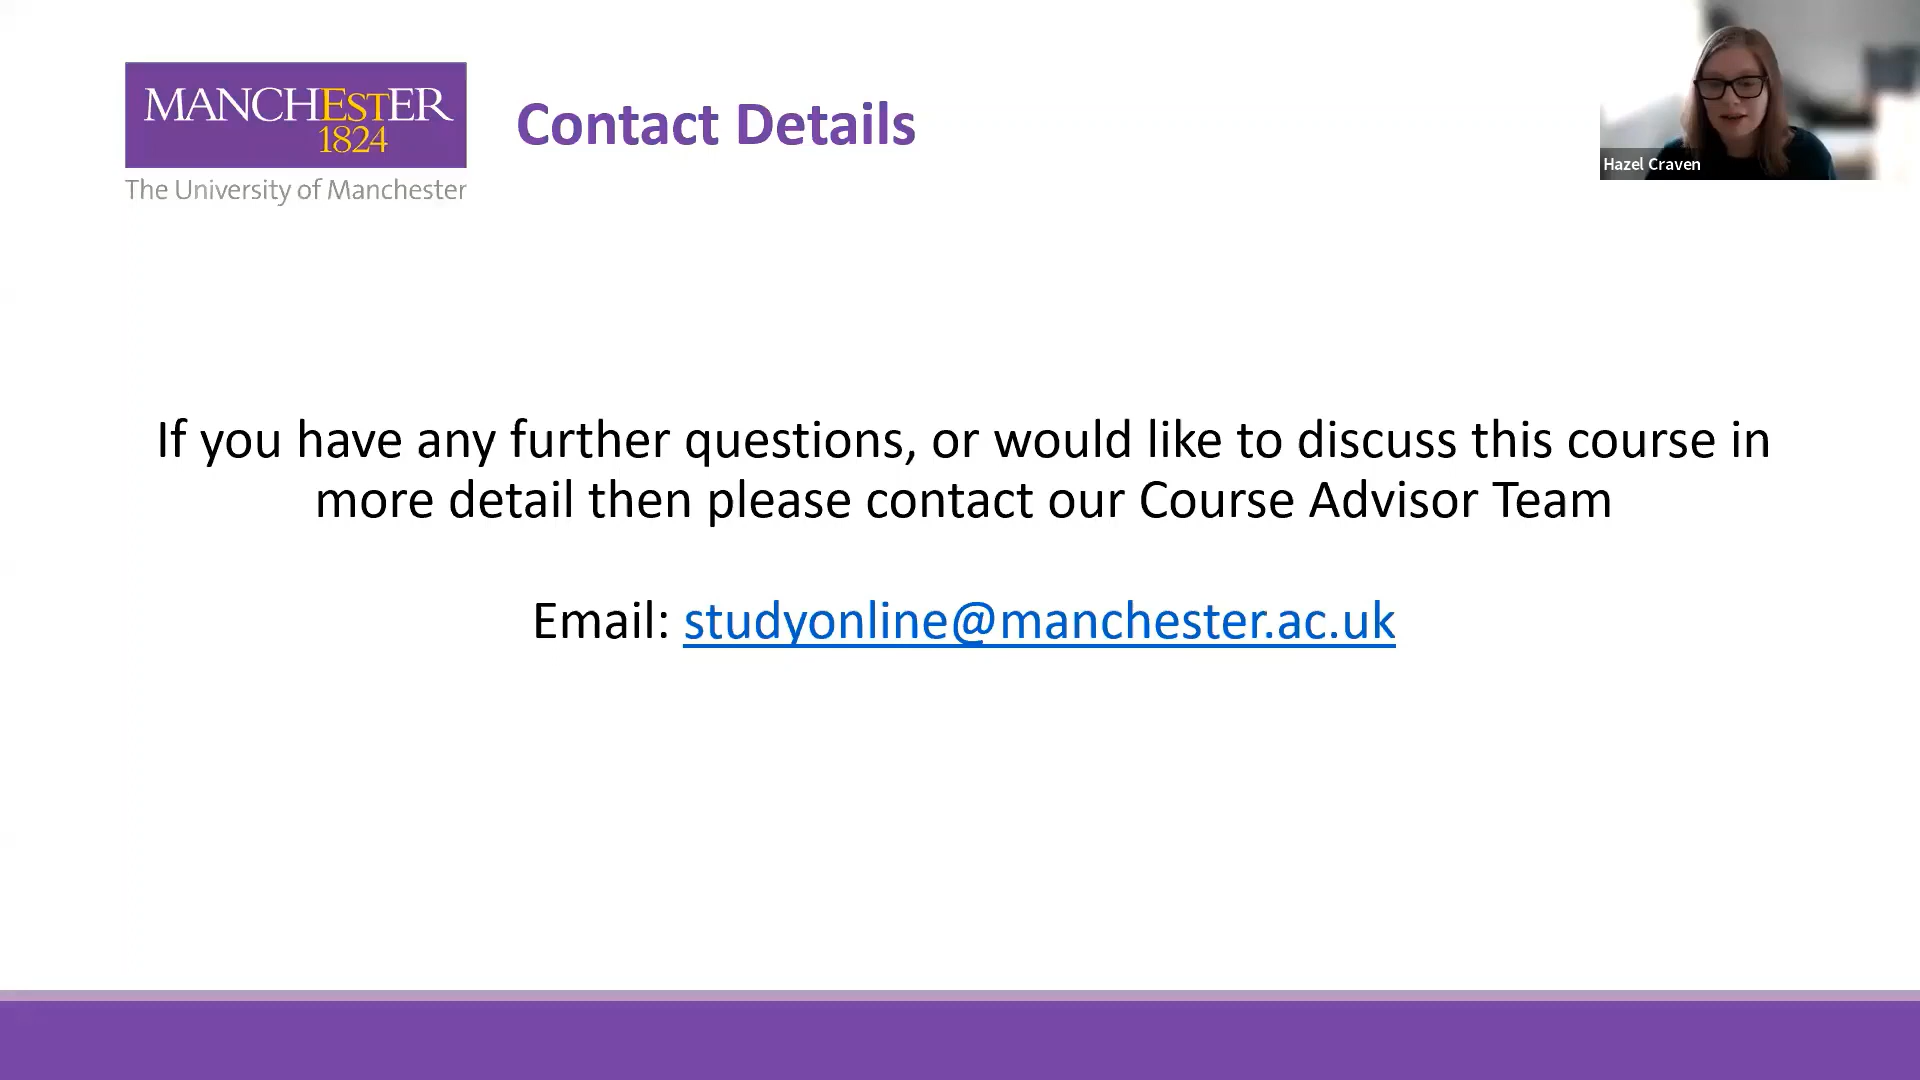 MANCHEstER
1824
The University of Manchester
Contact Details
Hazel Craven
If you have any further questions, or would like to discuss this course in
more detail then please contact our Course Advisor Team
Email: studyonline@manchester.ac.uk